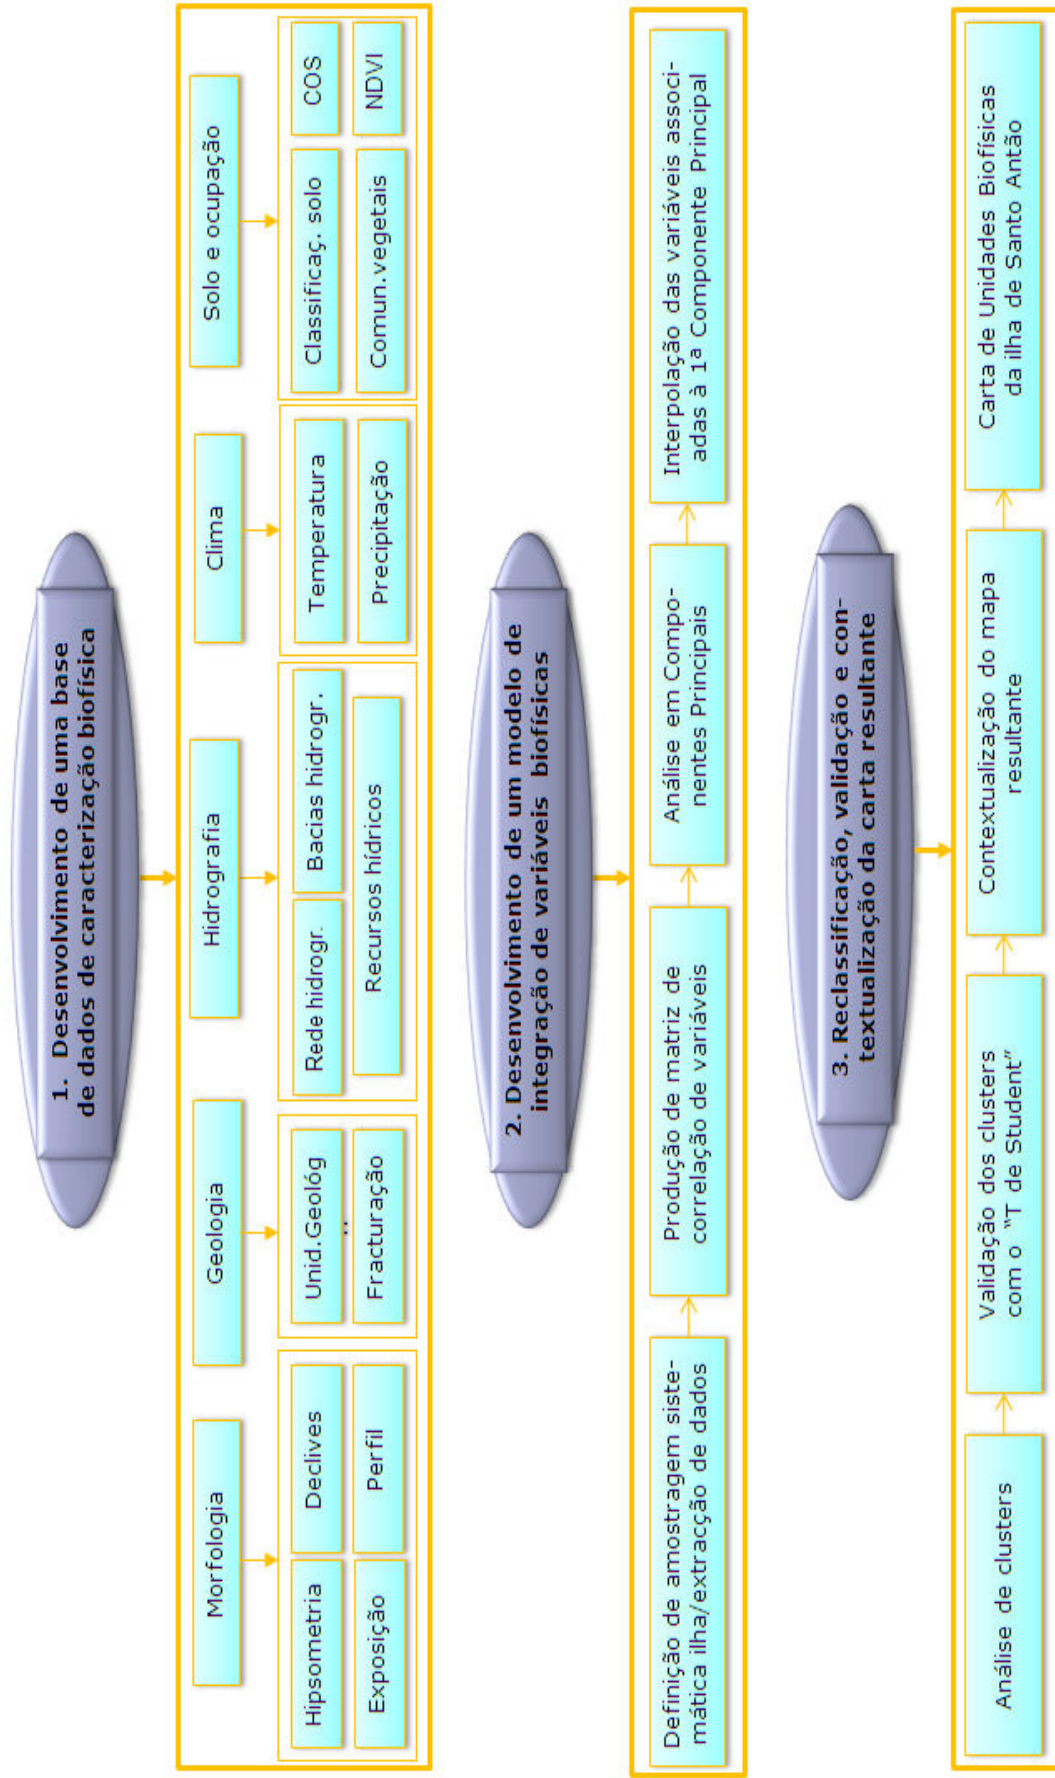 1.  Desenvolvimento de uma base
de dados de caracterização biofísica
Morfologia
Geologia
Hidrografia
Clima
Solo e ocupação
Hipsometria
Declives
Exposição
Perfil
Unid.Geológ
..
Fracturação
Rede hidrogr.
Bacias hidrogr.
Recursos hídricos
Temperatura
Precipitação
Classificaç. solo
COS
Comun.vegetais
NDVI
2. Desenvolvimento de um modelo de
integração de variáveis  biofísicas
Definição de amostragem siste-
mática ilha/extracção de dados
Produção de matriz de
correlação de variáveis
Análise em Compo-
nentes Principais
Interpolação das variáveis associ-
adas à 1ª Componente Principal
3. Reclassificação, validação e con-
textualização da carta resultante
Análise de clusters
Validação dos clusters
com o "T de Student"
Contextualização do mapa
resultante
Carta de Unidades Biofísicas
da ilha de Santo Antão